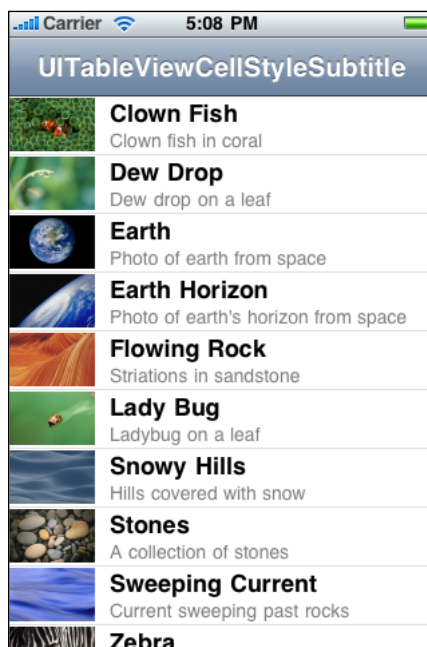 Carrier 5:08 PM
UITableViewCellStyleSubtitle
Clown Fish
Clown fish in coral
Dew Drop
Dew drop on a leaf
Earth
Photo of earth from space
Earth Horizon
Photo of earth's horizon from space
Flowing Rock
Striations in sandstone
Lady Bug
Ladybug on a leaf
Snowy Hills
Hills covered with snow
Stones
A collection of stones
Sweeping Current
Current sweeping past rocks
Zebra